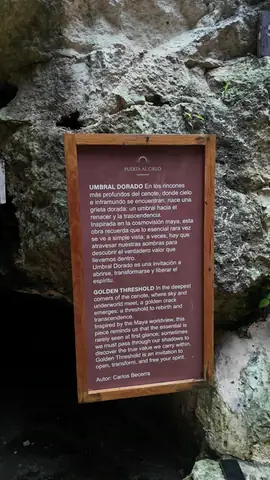 PUERTA AL CIELO
UMBRAL DORADO En los rincones
más profundos del cenote, donde cielo
e inframundo se encuentran, nace una
grieta dorada: un umbral hacia el
renacer y la trascendencia.
Inspirada en la cosmovisión maya, esta
obra recuerda que lo esencial rara vez
se ve a simple vista; a veces, hay que
atravesar nuestras sombras para
descubrir el verdadero valor que
llevamos dentro.
Umbral Dorado es una invitación a
abrirse, transformarse y liberar el
espíritu.
GOLDEN THRESHOLD In the deepest
corners of the cenote, where sky and
underworld meet, a golden crack
emerges: a threshold to rebirth and
transcendence.
Inspired by the Maya worldview, this
piece reminds us that the essential is
rarely seen at first glance; sometimes
we must pass through our shadows to
discover the true value we carry within.
Golden Threshold is an invitation to
open, transform, and free your spirit.
Autor: Carlos Becerra